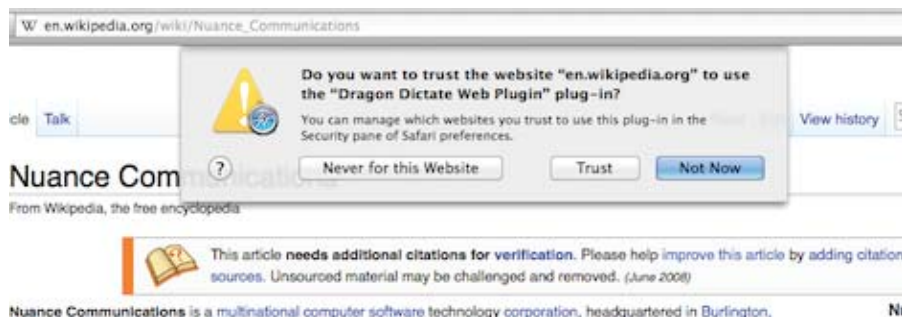 W en.wikipedia.org/wiki/Nuance_Communications
Do you want to trust the website “en.wikipedia.org” to use
the “Dragon Dictate Web Plugin” plug-in?
You can manage which websites you trust to use this plug-in in the
Security pane of Safari preferences.
cle Talk View history
? Never for this Website Trust Not Now
Nuance Communications
From Wikipedia, the free encyclopedia
This article needs additional citations for verification. Please help improve this article by adding citation
sources. Unsourced material may be challenged and removed. (June 2008)
Nuance Communications is a multinational computer software technology corporation, headquartered in Burlington,